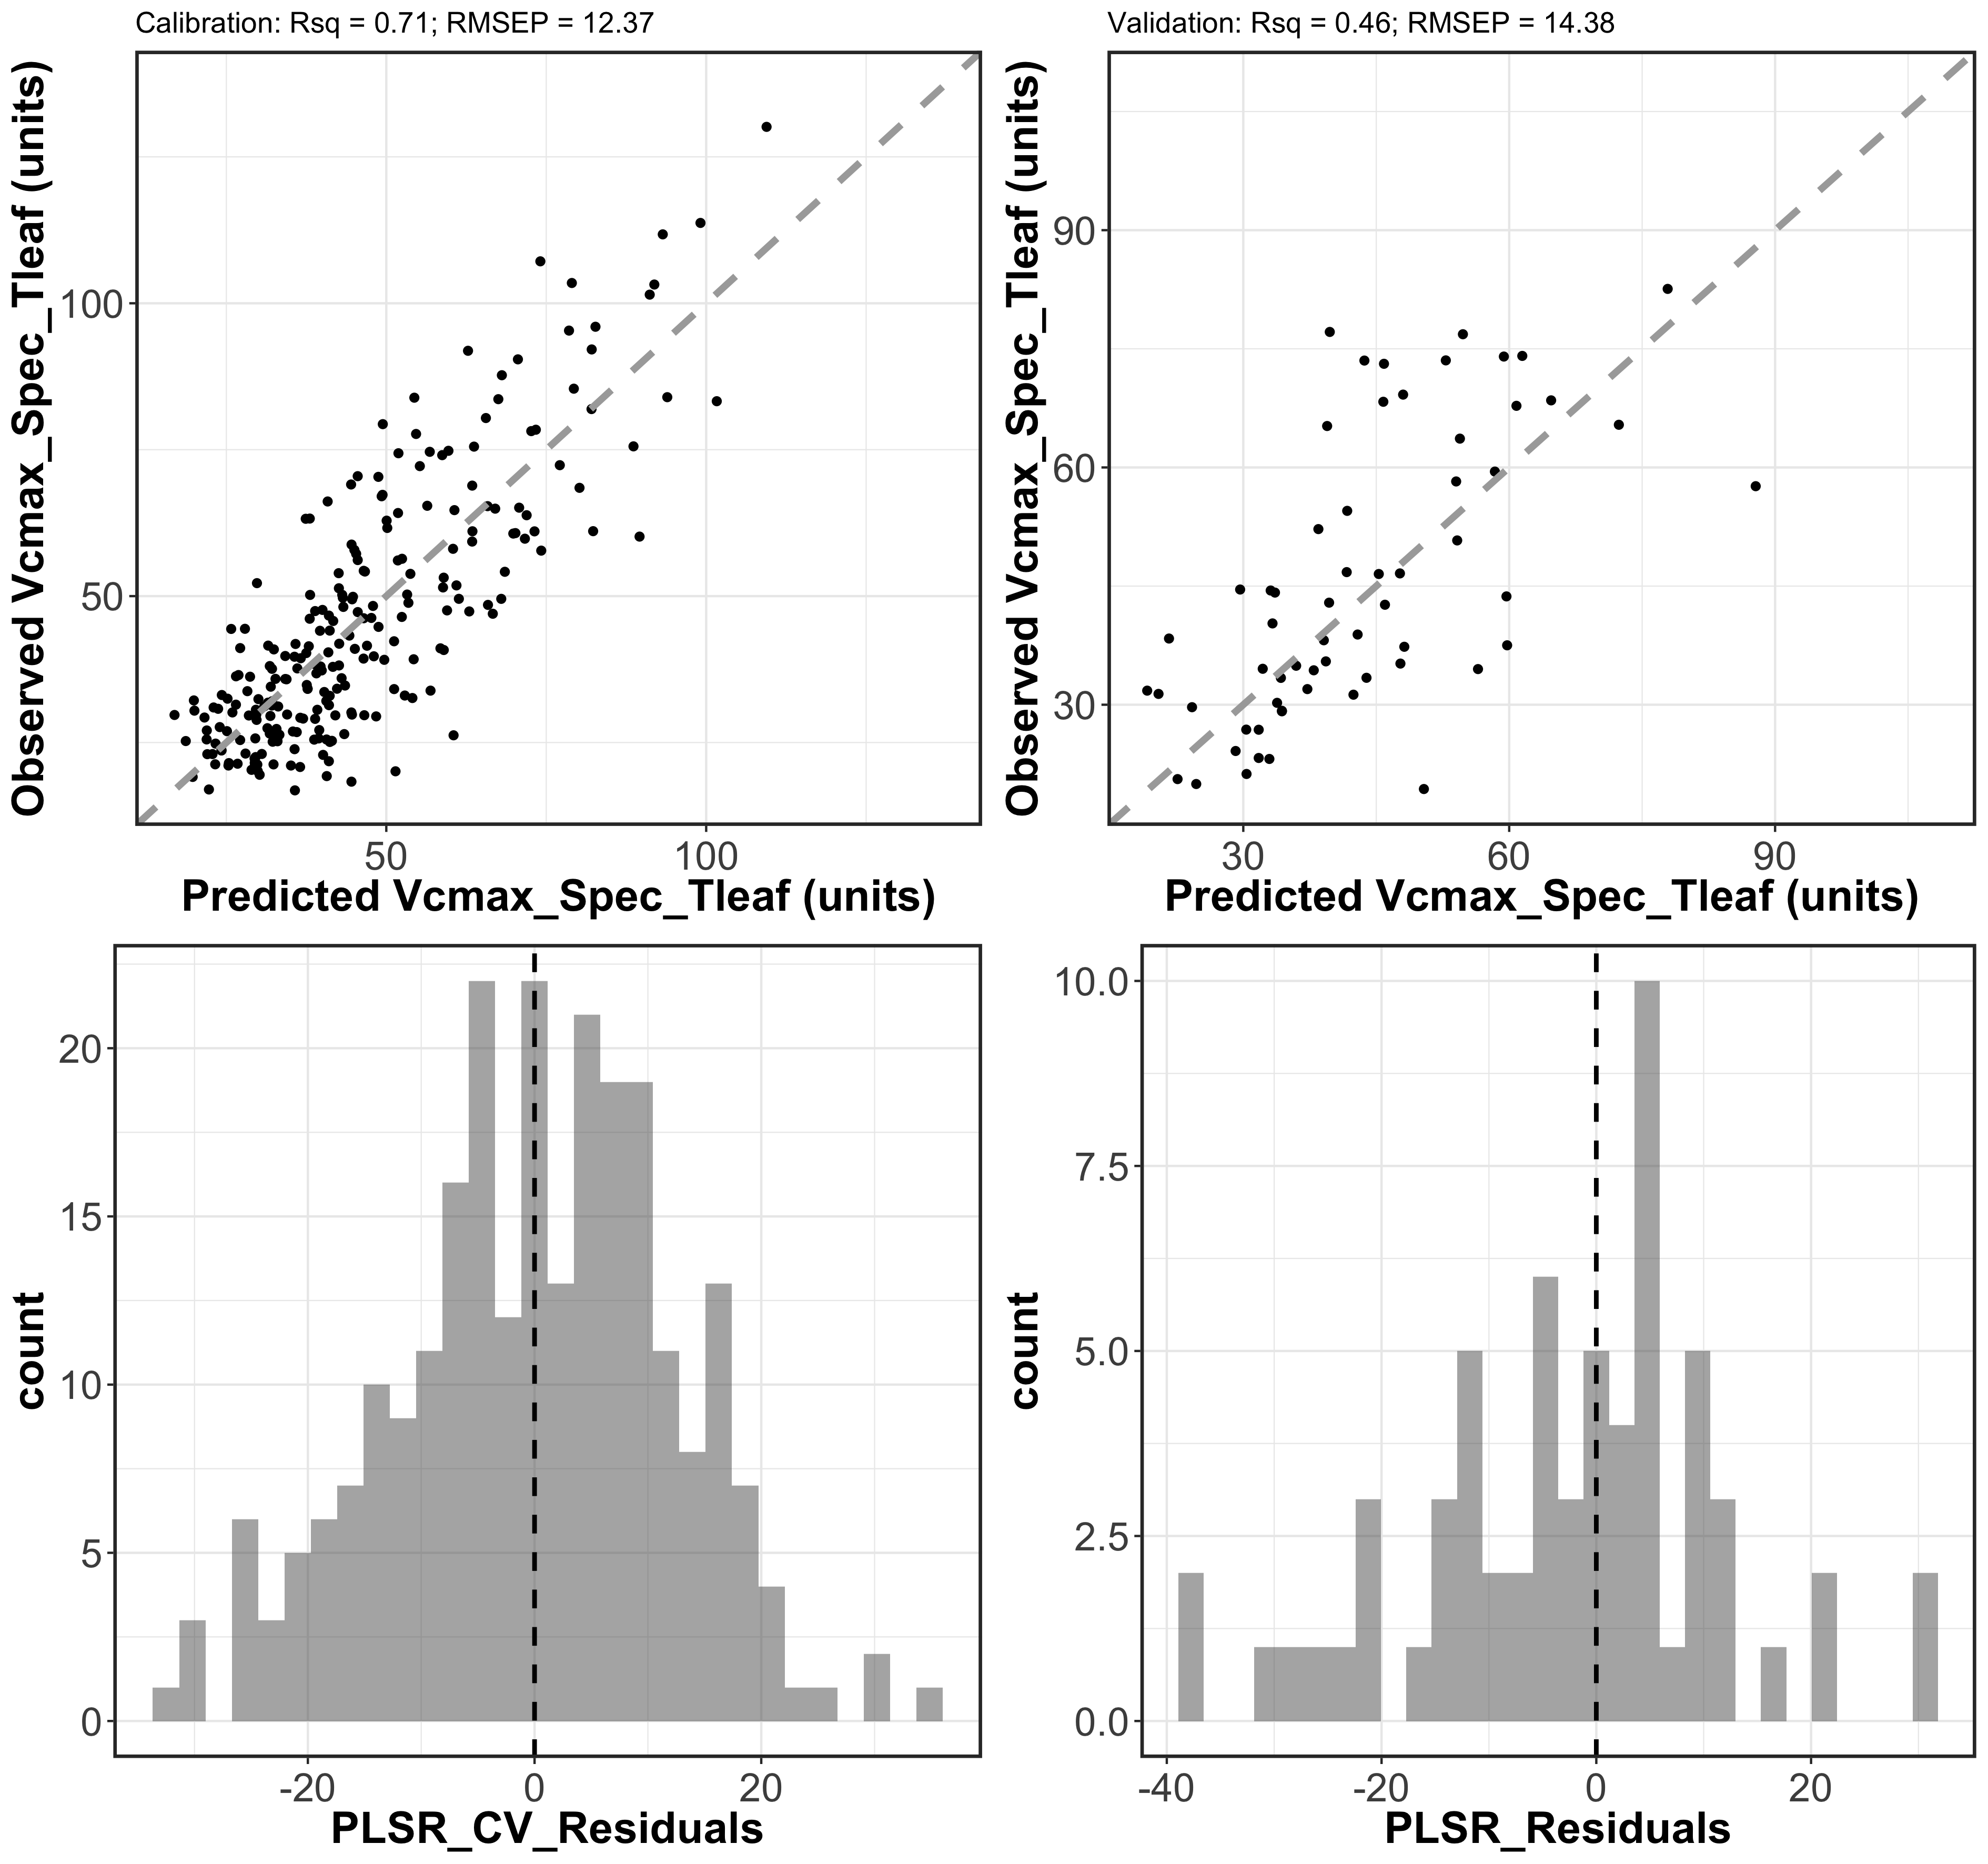 Calibration: Rsq = 0.71; RMSEP = 12.37
Observed Vcmax_Spec_Tleaf (units)
100
50
50
100
Predicted Vcmax_Spec_Tleaf (units)
Validation: Rsq = 0.46; RMSEP = 14.38
Observed Vcmax_Spec_Tleaf (units)
90
60
30
30
60
90
Predicted Vcmax_Spec_Tleaf (units)
count
20
15
10
5
0
-20
0
20
PLSR_CV_Residuals
count
10.0
7.5
5.0
2.5
0.0
-40
-20
0
20
PLSR_Residuals